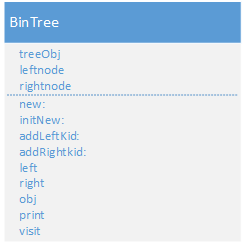 BinTree
treeObj
leftnode
rightnode
new:
initNew:
addLeftKid:
addRightkid:
left
right
obj
print
visit